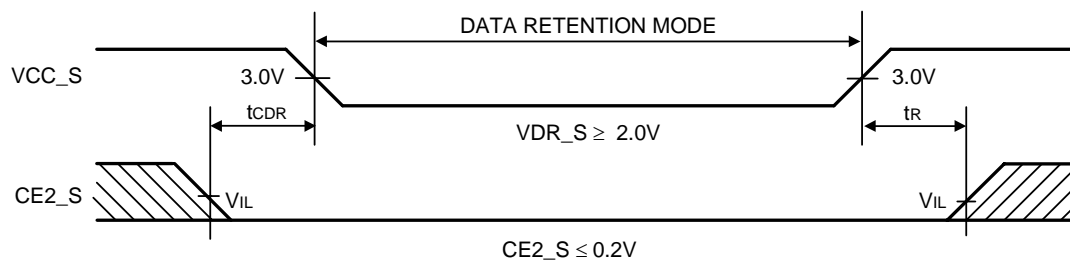 DATA RETENTION MODE
VCC_S
3.0V
3.0V
tCDR
tR
VDR_S ≥ 2.0V
CE2_S
VIL
VIL
CE2_S ≤ 0.2V